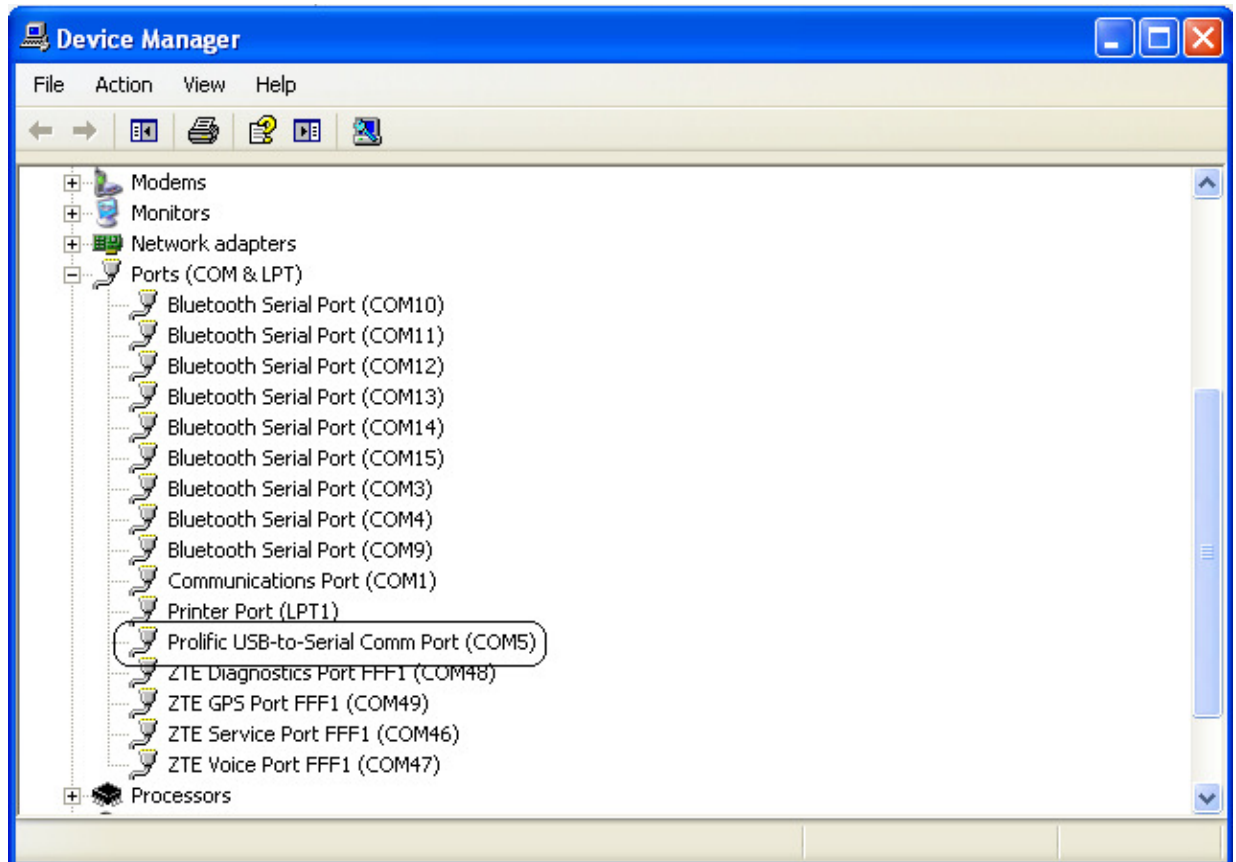 Device Manager
File Action View Help
Modems
Monitors
Network adapters
Ports (COM & LPT)
Bluetooth Serial Port (COM10)
Bluetooth Serial Port (COM11)
Bluetooth Serial Port (COM12)
Bluetooth Serial Port (COM13)
Bluetooth Serial Port (COM14)
Bluetooth Serial Port (COM15)
Bluetooth Serial Port (COM3)
Bluetooth Serial Port (COM4)
Bluetooth Serial Port (COM9)
Communications Port (COM1)
Printer Port (LPT1)
Prolific USB-to-Serial Comm Port (COM5)
ZTE Diagnostics Port FFF1 (COM48)
ZTE GPS Port FFF1 (COM49)
ZTE Service Port FFF1 (COM46)
ZTE Voice Port FFF1 (COM47)
Processors